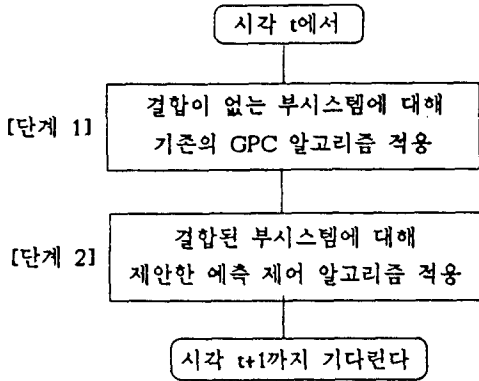 시각 t에서
[단계 1]
결합이 없는 부시스템에 대해
기존의 GPC 알고리즘 적용
[단계 2]
결합된 부시스템에 대해
제안한 예측 제어 알고리즘 적용
시각 t+1까지 기다린다